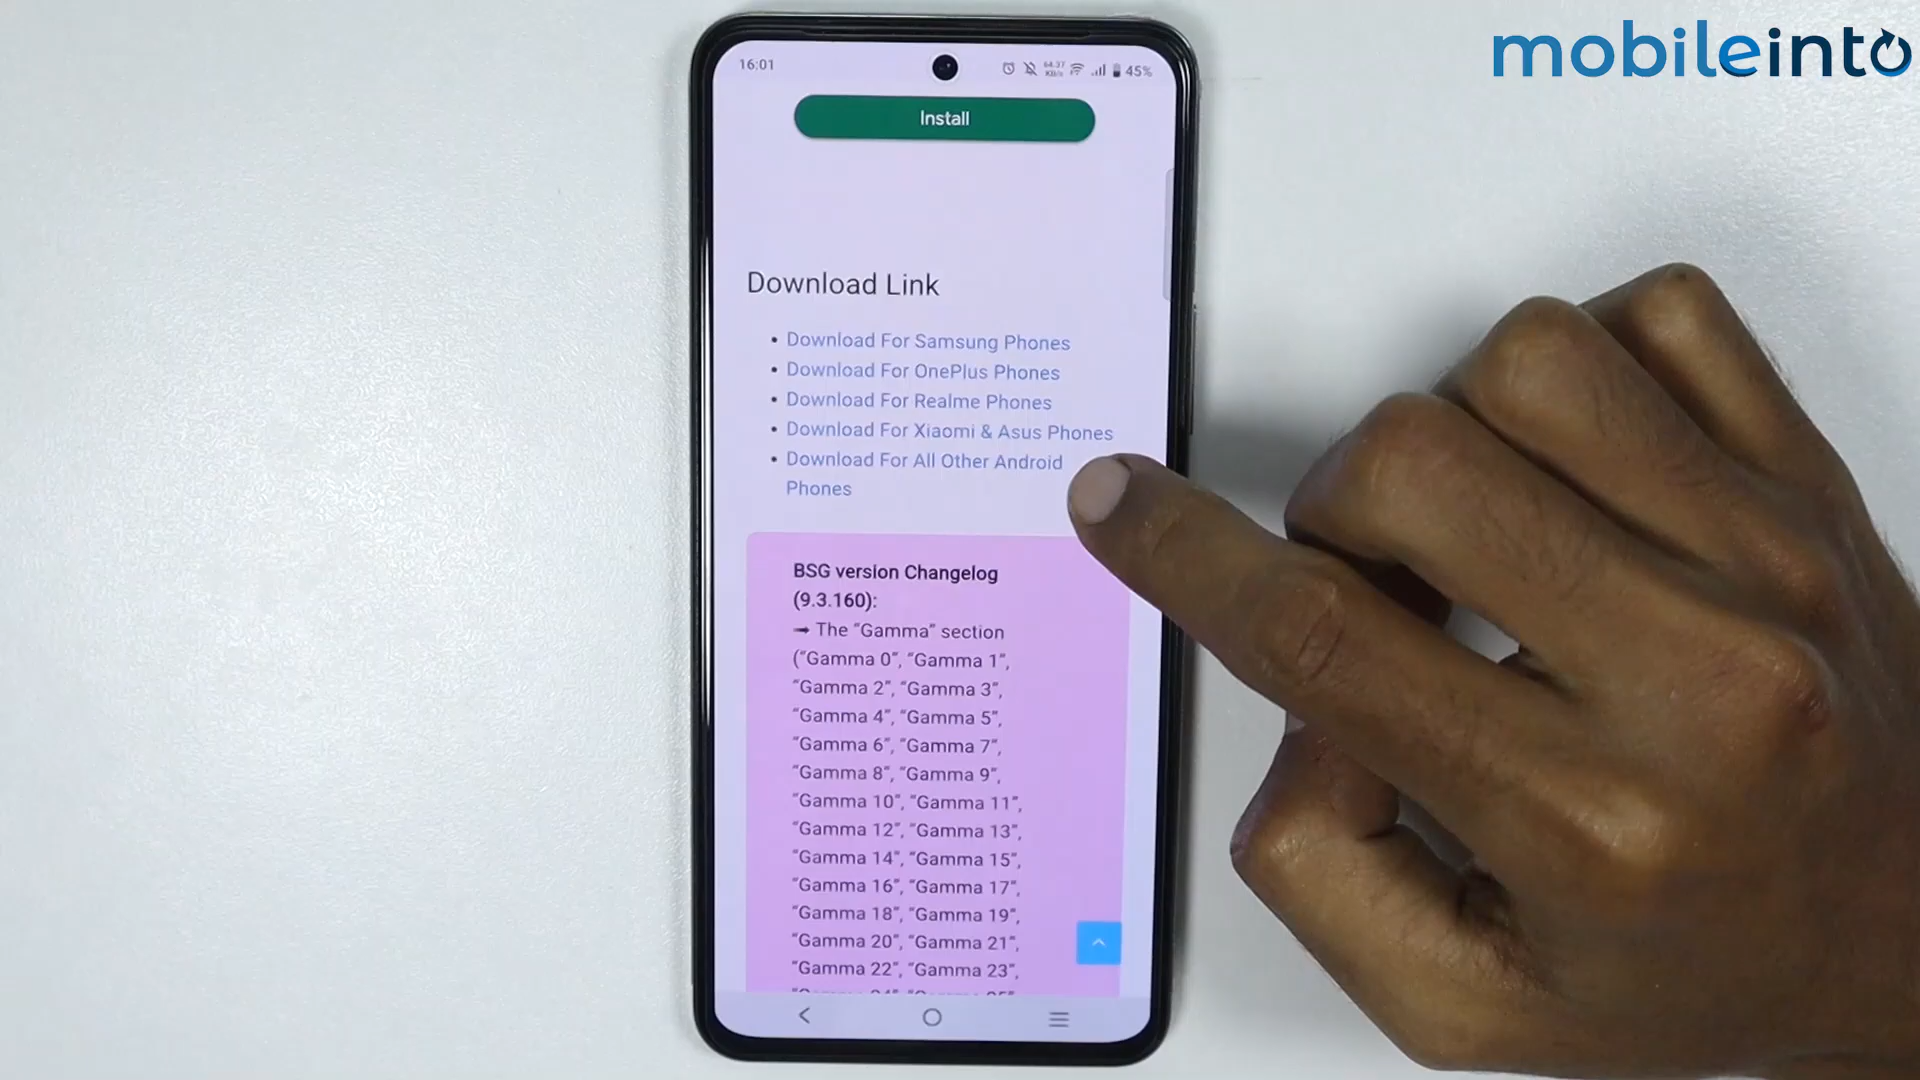 mobileinto
16:01
64.37
KB/s
45%
Install
Download Link
• Download For Samsung Phones
• Download For OnePlus Phones
• Download For Realme Phones
• Download For Xiaomi & Asus Phones
• Download For All Other Android
Phones
BSG version Changelog
(9.3.160):
➞ The “Gamma” section
(“Gamma 0”, “Gamma 1”,
“Gamma 2”, “Gamma 3”,
“Gamma 4”, “Gamma 5”,
“Gamma 6”, “Gamma 7”,
“Gamma 8”, “Gamma 9”,
“Gamma 10”, “Gamma 11”,
“Gamma 12”, “Gamma 13”,
“Gamma 14”, “Gamma 15”,
“Gamma 16”, “Gamma 17”,
“Gamma 18”, “Gamma 19”,
“Gamma 20”, “Gamma 21”,
“Gamma 22”, “Gamma 23”,